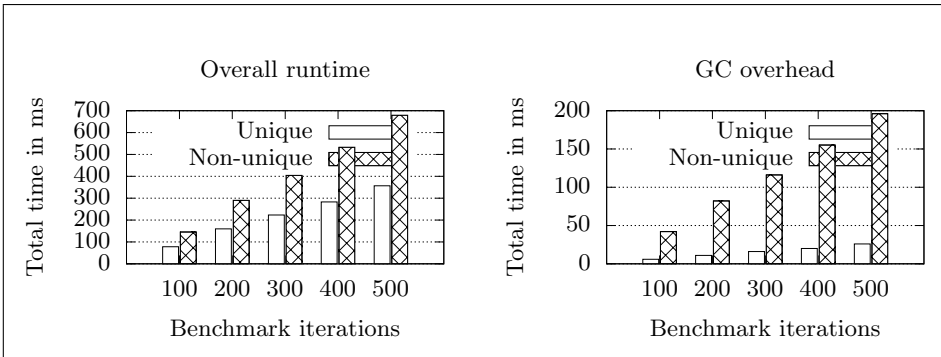 Overall runtime
Total time in ms
700
600
500
400
300
200
100
0
Unique
Non-unique
100 200 300 400 500
Benchmark iterations
GC overhead
Total time in ms
200
150
100
50
0
Unique
Non-unique
100 200 300 400 500
Benchmark iterations